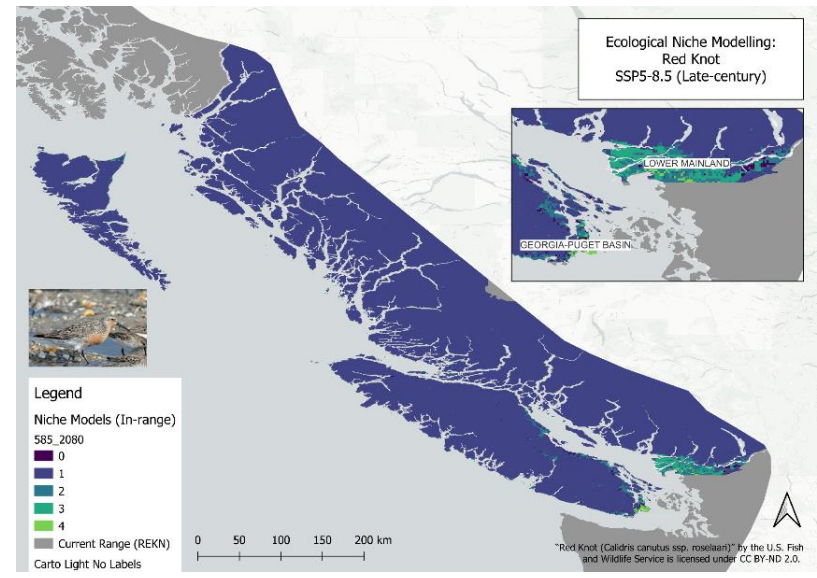 Ecological Niche Modelling:
Red Knot
SSP5-8.5 (Late-century)
LOWER MAINLAND
GEORGIA-PUGET BASIN
Legend
Niche Models (In-range)
585_2080
0
1
2
3
4
Current Range (REKN)
Carto Light No Labels
0 50 100 150 200 km
"Red Knot (Calidris canutus ssp. roselaari)" by the U.S. Fish
and Wildlife Service is licensed under CC BY-ND 2.0.